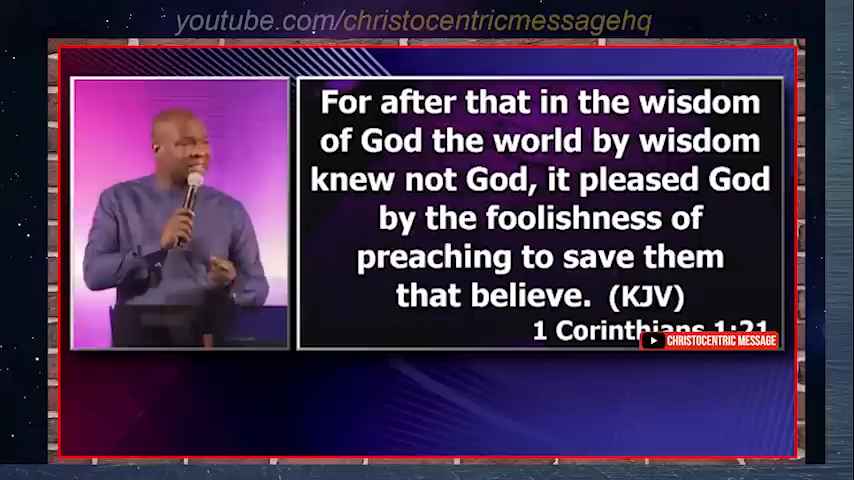 youtube.com/christocentricmessagehq
For after that in the wisdom
of God the world by wisdom
knew not God, it pleased God
by the foolishness of
preaching to save them
that believe. (KJV)
1 Corinthians 1:21
CHRISTOCENTRIC MESSAGE